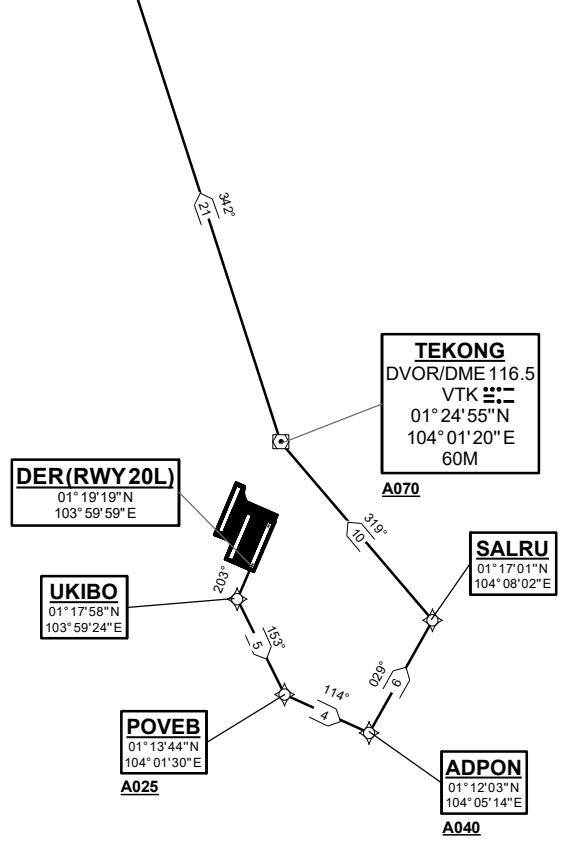 342°
21
TEKONG
DVOR/DME 116.5
VTK
01° 24' 55" N
104° 01' 20" E
60M
A070
DER (RWY 20L)
01° 19' 19" N
103° 59' 59" E
319°
10
SALRU
01° 17' 01" N
104° 08' 02" E
203°
UKIBO
01° 17' 58" N
103° 59' 24" E
153°
5
029°
6
114°
4
POVEB
01° 13' 44" N
104° 01' 30" E
A025
ADPON
01° 12' 03" N
104° 05' 14" E
A040